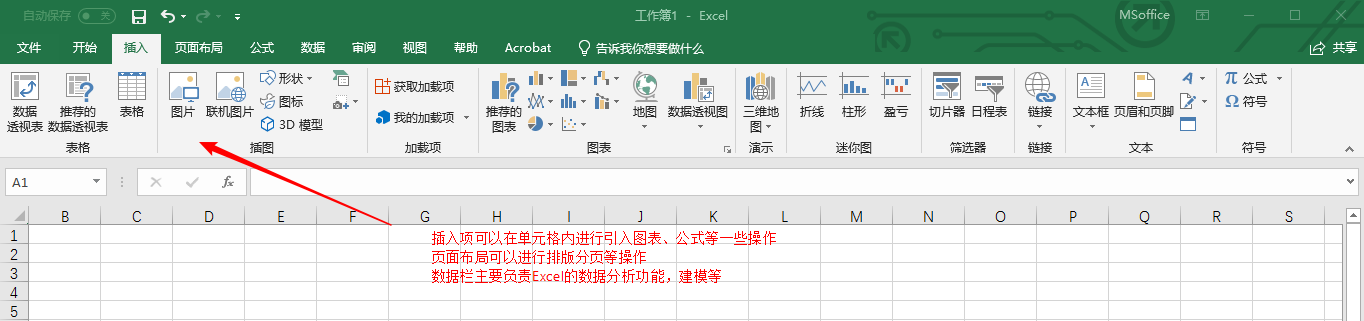 自动保存 关
工作簿1 - Excel
MSoffice
文件 开始 插入 页面布局 公式 数据 审阅 视图 帮助 Acrobat 告诉我你想要做什么 共享
数据
透视表
推荐的
数据透视表
表格
图片
联机图片
形状
图标
3D 模型
获取加载项
我的加载项
推荐的
图表
地图
数据透视图
三维地
图
折线
柱形
盈亏
切片器
日程表
链接
文本框
页眉和页脚
公式
符号
表格 插图 加载项 图表 演示 迷你图 筛选器 链接 文本 符号
A1
fx
B C D E F G H I J K L M N O P Q R S
1 插入项可以在单元格内进行引入图表、公式等一些操作
2 页面布局可以进行排版分页等操作
3 数据栏主要负责Excel的数据分析功能，建模等
4
5